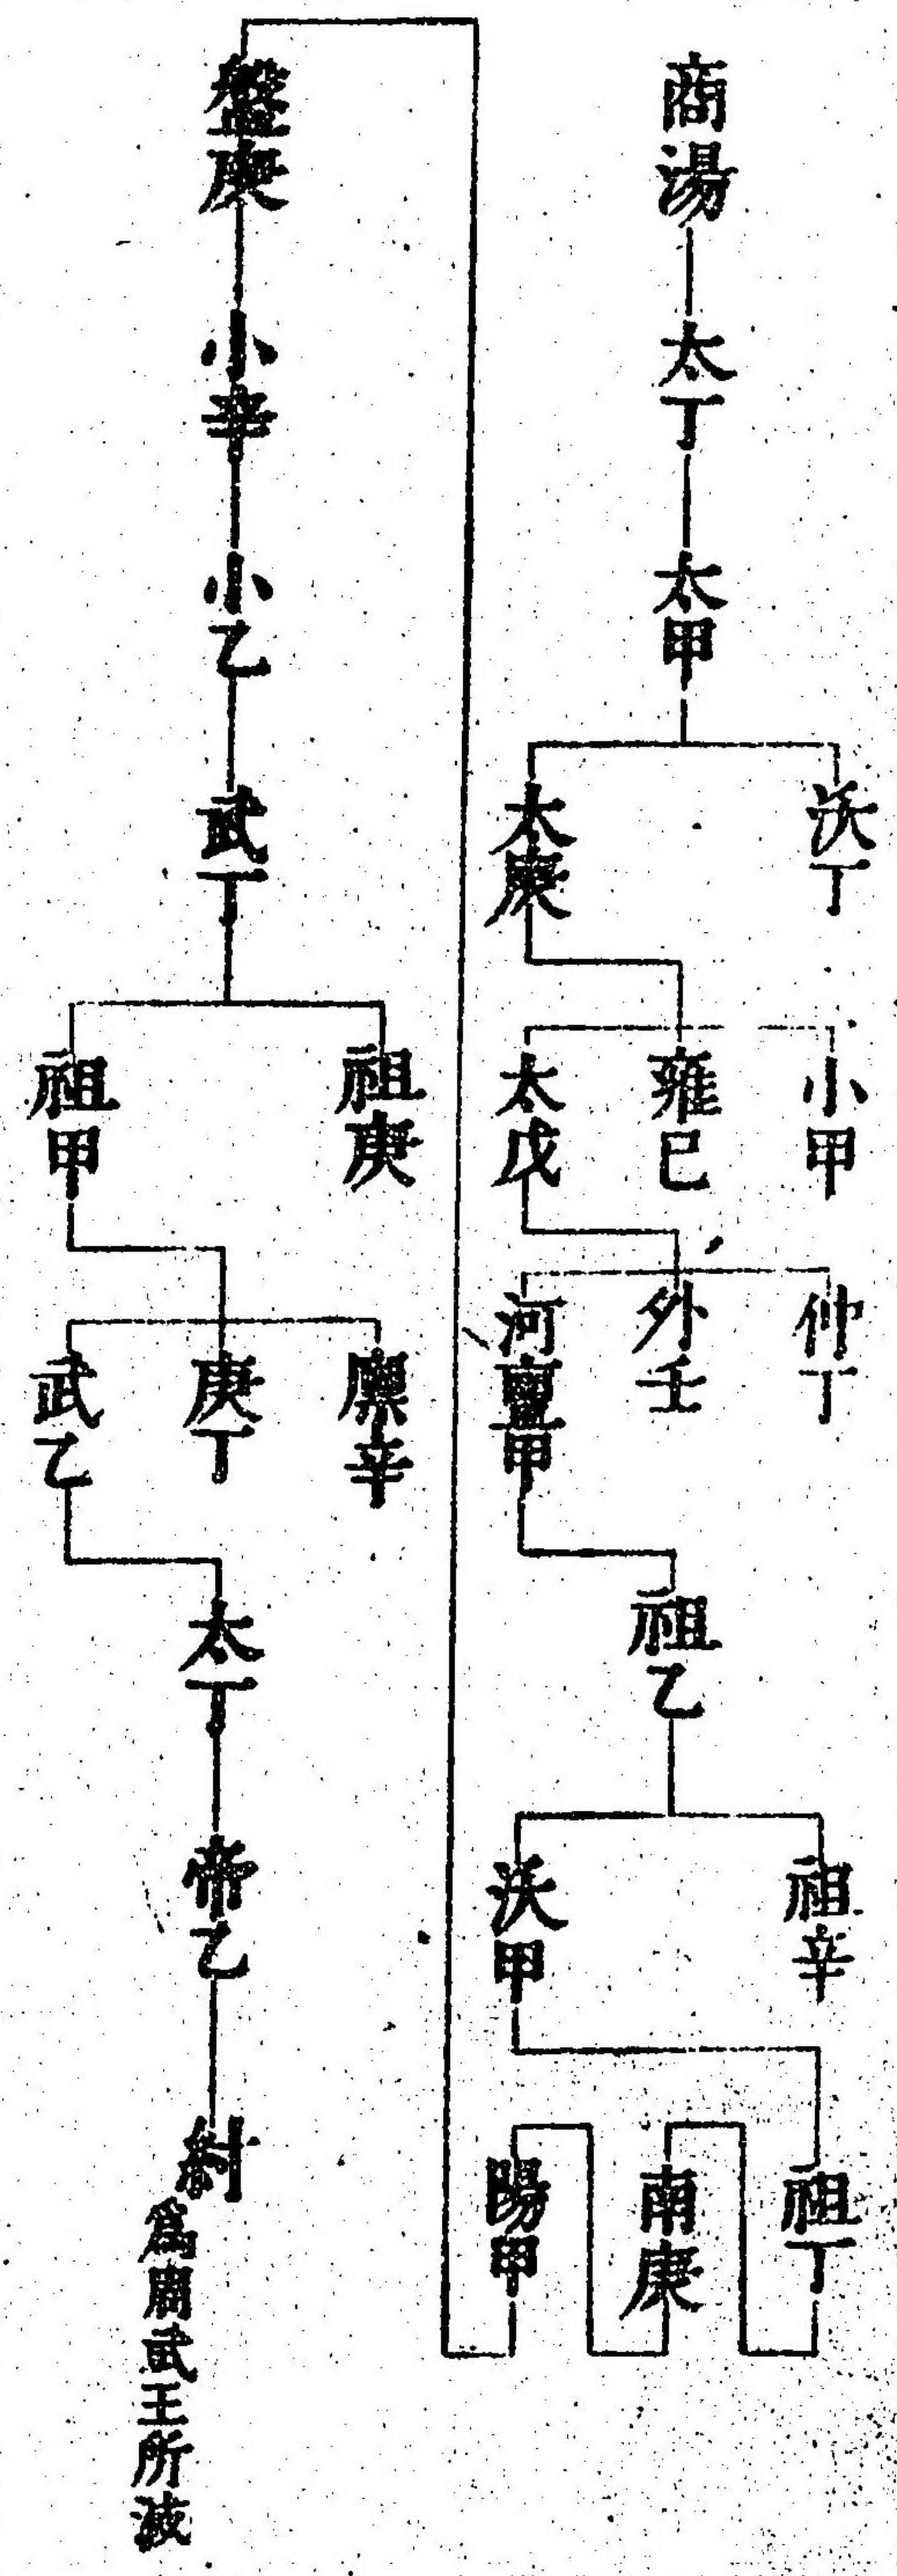 商湯
太丁
太甲
沃丁
太庚
小甲
雍巳
太戊
仲丁
外壬
河亶甲
祖乙
祖辛
沃甲
祖丁
南庚
陽甲
盤庚
小辛
小乙
武丁
祖庚
祖甲
廩辛
庚丁
武乙
太丁
帝乙
紂
爲周武王所滅